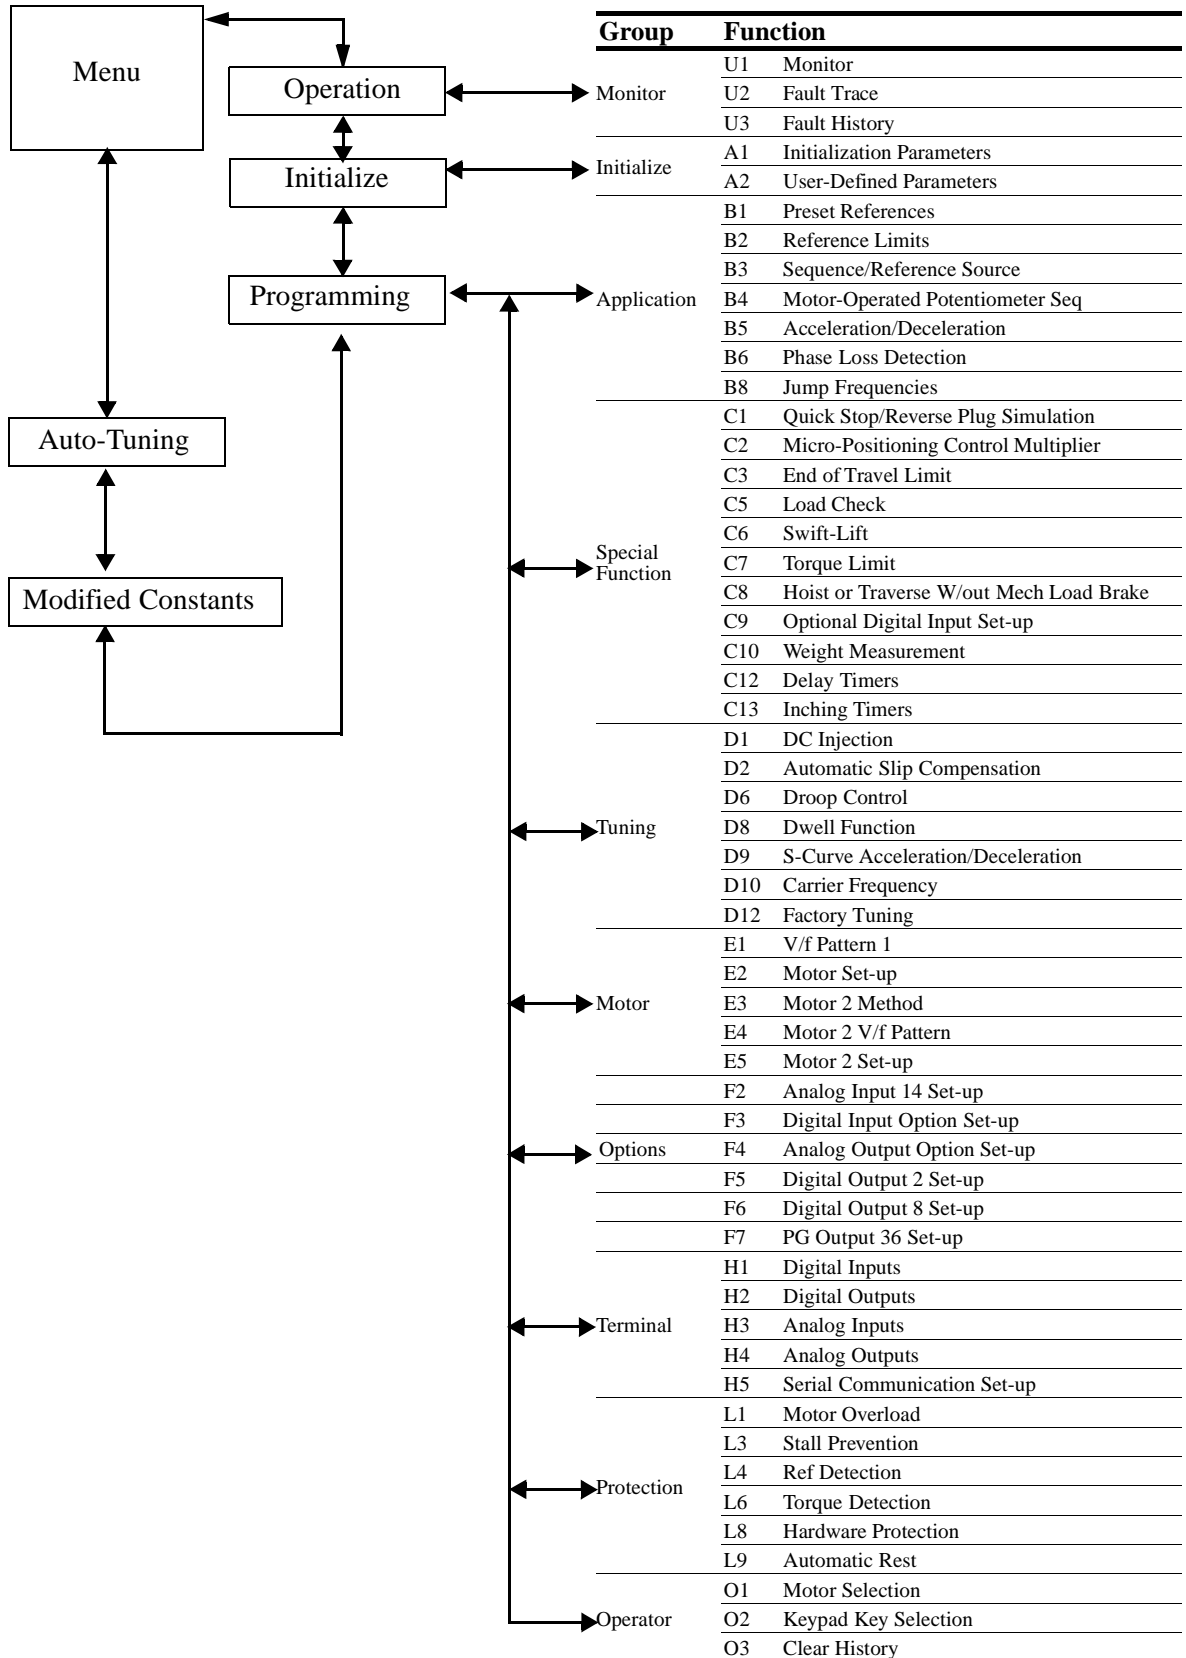 Menu
Operation
Initialize
Programming
Auto-Tuning
Modified Constants
Group Function
Monitor
U1 Monitor
U2 Fault Trace
U3 Fault History
Initialize
A1 Initialization Parameters
A2 User-Defined Parameters
Application
B1 Preset References
B2 Reference Limits
B3 Sequence/Reference Source
B4 Motor-Operated Potentiometer Seq
B5 Acceleration/Deceleration
B6 Phase Loss Detection
B8 Jump Frequencies
Special
Function
C1 Quick Stop/Reverse Plug Simulation
C2 Micro-Positioning Control Multiplier
C3 End of Travel Limit
C5 Load Check
C6 Swift-Lift
C7 Torque Limit
C8 Hoist or Traverse W/out Mech Load Brake
C9 Optional Digital Input Set-up
C10 Weight Measurement
C12 Delay Timers
C13 Inching Timers
Tuning
D1 DC Injection
D2 Automatic Slip Compensation
D6 Droop Control
D8 Dwell Function
D9 S-Curve Acceleration/Deceleration
D10 Carrier Frequency
D12 Factory Tuning
Motor
E1 V/f Pattern 1
E2 Motor Set-up
E3 Motor 2 Method
E4 Motor 2 V/f Pattern
E5 Motor 2 Set-up
Options
F2 Analog Input 14 Set-up
F3 Digital Input Option Set-up
F4 Analog Output Option Set-up
F5 Digital Output 2 Set-up
F6 Digital Output 8 Set-up
F7 PG Output 36 Set-up
Terminal
H1 Digital Inputs
H2 Digital Outputs
H3 Analog Inputs
H4 Analog Outputs
H5 Serial Communication Set-up
Protection
L1 Motor Overload
L3 Stall Prevention
L4 Ref Detection
L6 Torque Detection
L8 Hardware Protection
L9 Automatic Rest
Operator
O1 Motor Selection
O2 Keypad Key Selection
O3 Clear History